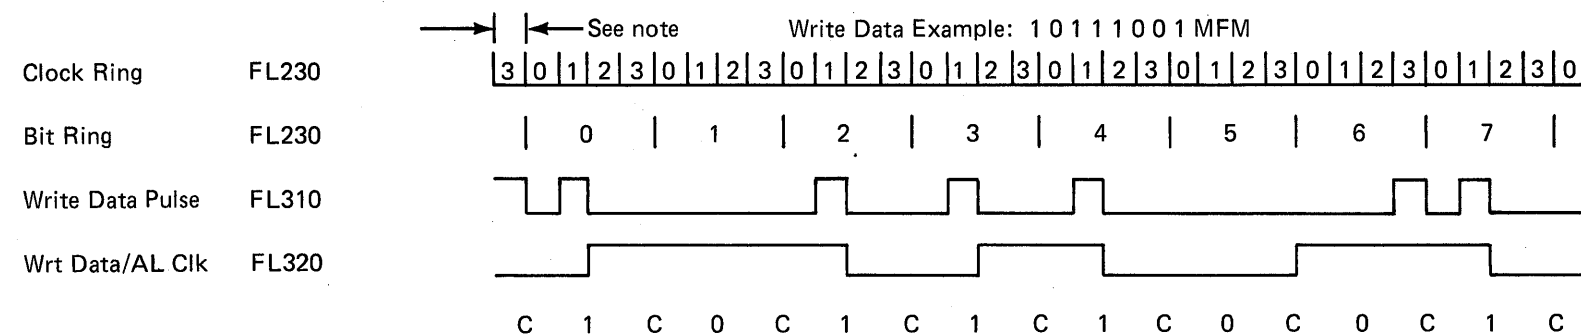 See note Write Data Example: 1 0 1 1 1 0 0 1 MFM
Clock Ring FL230 3 0 1 2 3 0 1 2 3 0 1 2 3 0 1 2 3 0 1 2 3 0 1 2 3 0 1 2 3 0 1 2 3 0
Bit Ring FL230 0 1 2 3 4 5 6 7
Write Data Pulse FL310
Wrt Data/AL Clk FL320
C 1 C 0 C 1 C 1 C 1 C 0 C 0 C 1 C